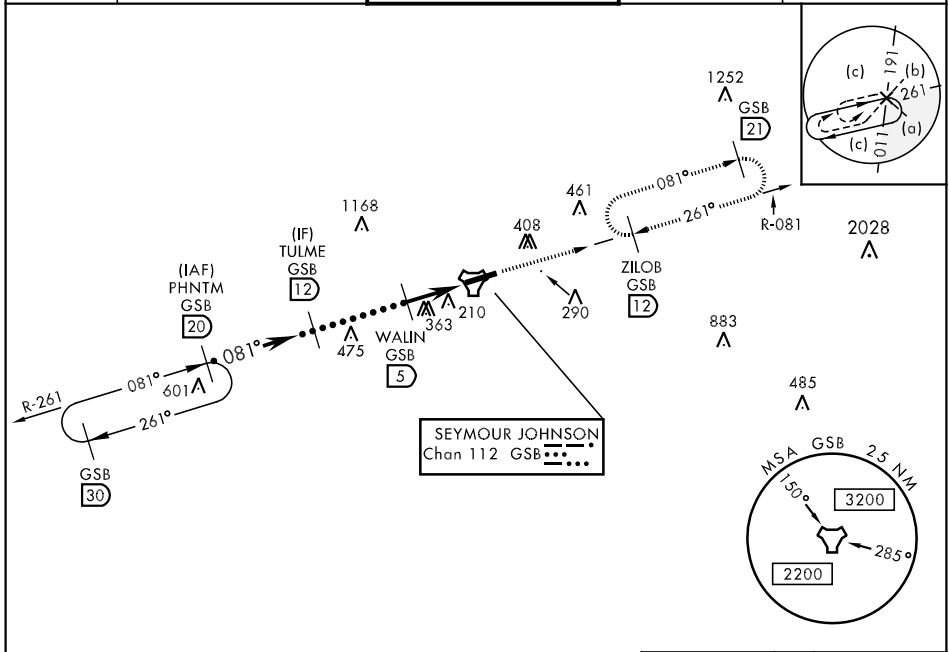 1252
GSB
21
081°
261°
R-081
461
408
1168
(IF)
TULME
GSB
12
(IAF)
PHNTM
GSB
20
081°
475
WALIN
GSB
5
363
210
290
ZILOB
GSB
12
2028
883
485
R-261
081°
601
261°
GSB
30
SEYMOUR JOHNSON
Chan 112 GSB
(c)
191
(b)
261
(a)
(c)
011
MSA GSB 25 NM
150°
3200
285°
2200